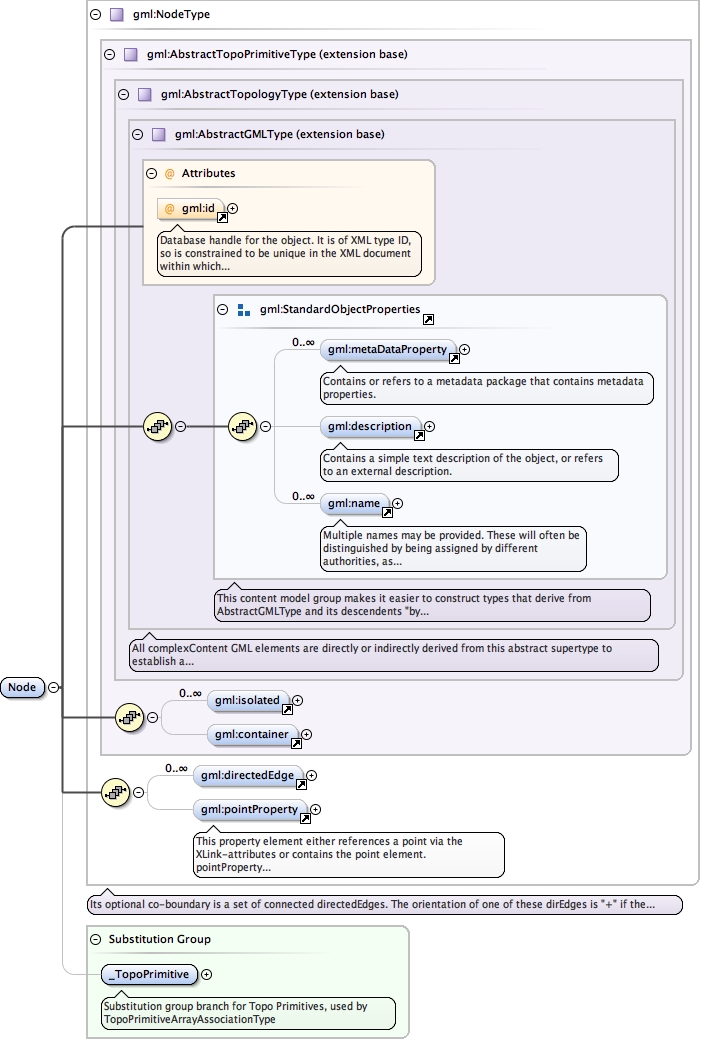 gml:NodeType
gml:AbstractTopoPrimitiveType (extension base)
gml:AbstractTopologyType (extension base)
gml:AbstractGMLType (extension base)
@ Attributes
@ gml:id
Database handle for the object. It is of XML type ID,
so is constrained to be unique in the XML document
within which...
gml:StandardObjectProperties
0..∞
gml:metaDataProperty
Contains or refers to a metadata package that contains metadata
properties.
gml:description
Contains a simple text description of the object, or refers
to an external description.
0..∞
gml:name
Multiple names may be provided. These will often be
distinguished by being assigned by different
authorities, as...
This content model group makes it easier to construct types that derive from
AbstractGMLType and its descendents "by...
All complexContent GML elements are directly or indirectly derived from this abstract supertype to
establish a...
Node
0..∞
gml:isolated
gml:container
0..∞
gml:directedEdge
gml:pointProperty
This property element either references a point via the
XLink-attributes or contains the point element.
pointProperty...
Its optional co-boundary is a set of connected directedEdges. The orientation of one of these dirEdges is "+" if the...
Substitution Group
_TopoPrimitive
Substitution group branch for Topo Primitives, used by
TopoPrimitiveArrayAssociationType